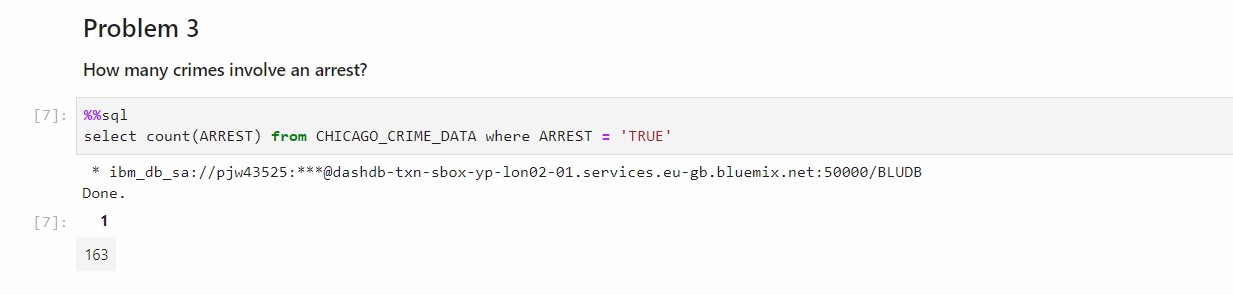 Problem 3
How many crimes involve an arrest?
[7]: %%sql
select count(ARREST) from CHICAGO_CRIME_DATA where ARREST = 'TRUE'
* ibm_db_sa://pjw43525:***@dashdb-txn-sbox-yp-lon02-01.services.eu-gb.bluemix.net:50000/BLUDB
Done.
[7]: 1
163